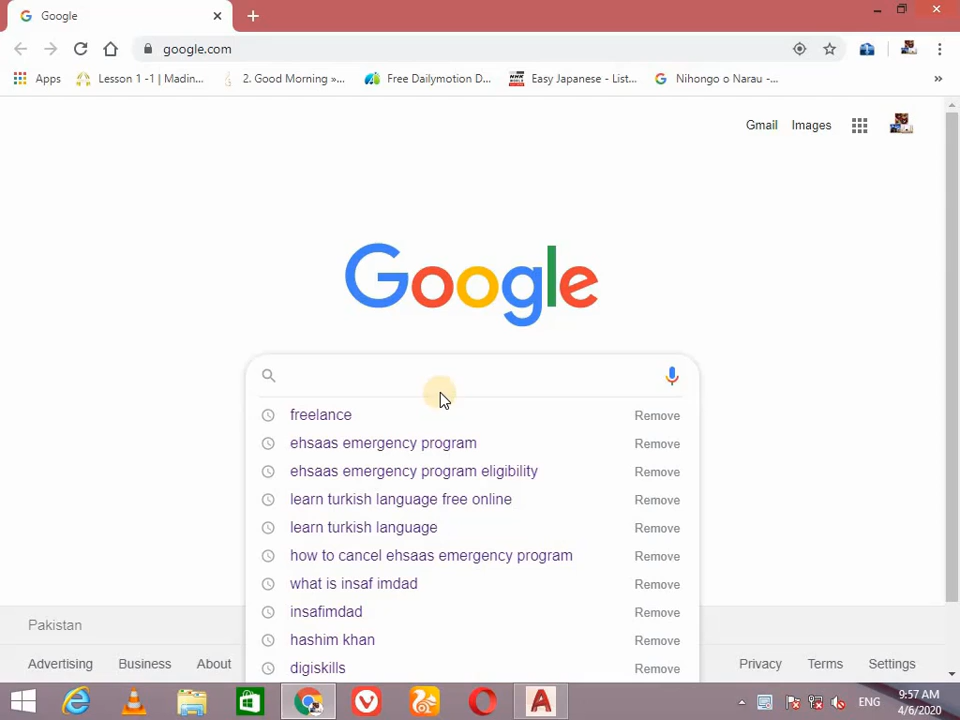 Google
google.com
Apps
Lesson 1 -1 | Madin...
2. Good Morning »...
Free Dailymotion D...
Easy Japanese - List...
Nihongo o Narau -...
»
Gmail
Images
Google
freelance
Remove
ehsaas emergency program
Remove
ehsaas emergency program eligibility
Remove
learn turkish language free online
Remove
learn turkish language
Remove
how to cancel ehsaas emergency program
Remove
what is insaf imdad
Remove
insafimdad
Remove
hashim khan
Remove
digiskills
Remove
Pakistan
Advertising
Business
About
Privacy
Terms
Settings
ENG
9:57 AM
4/6/2020